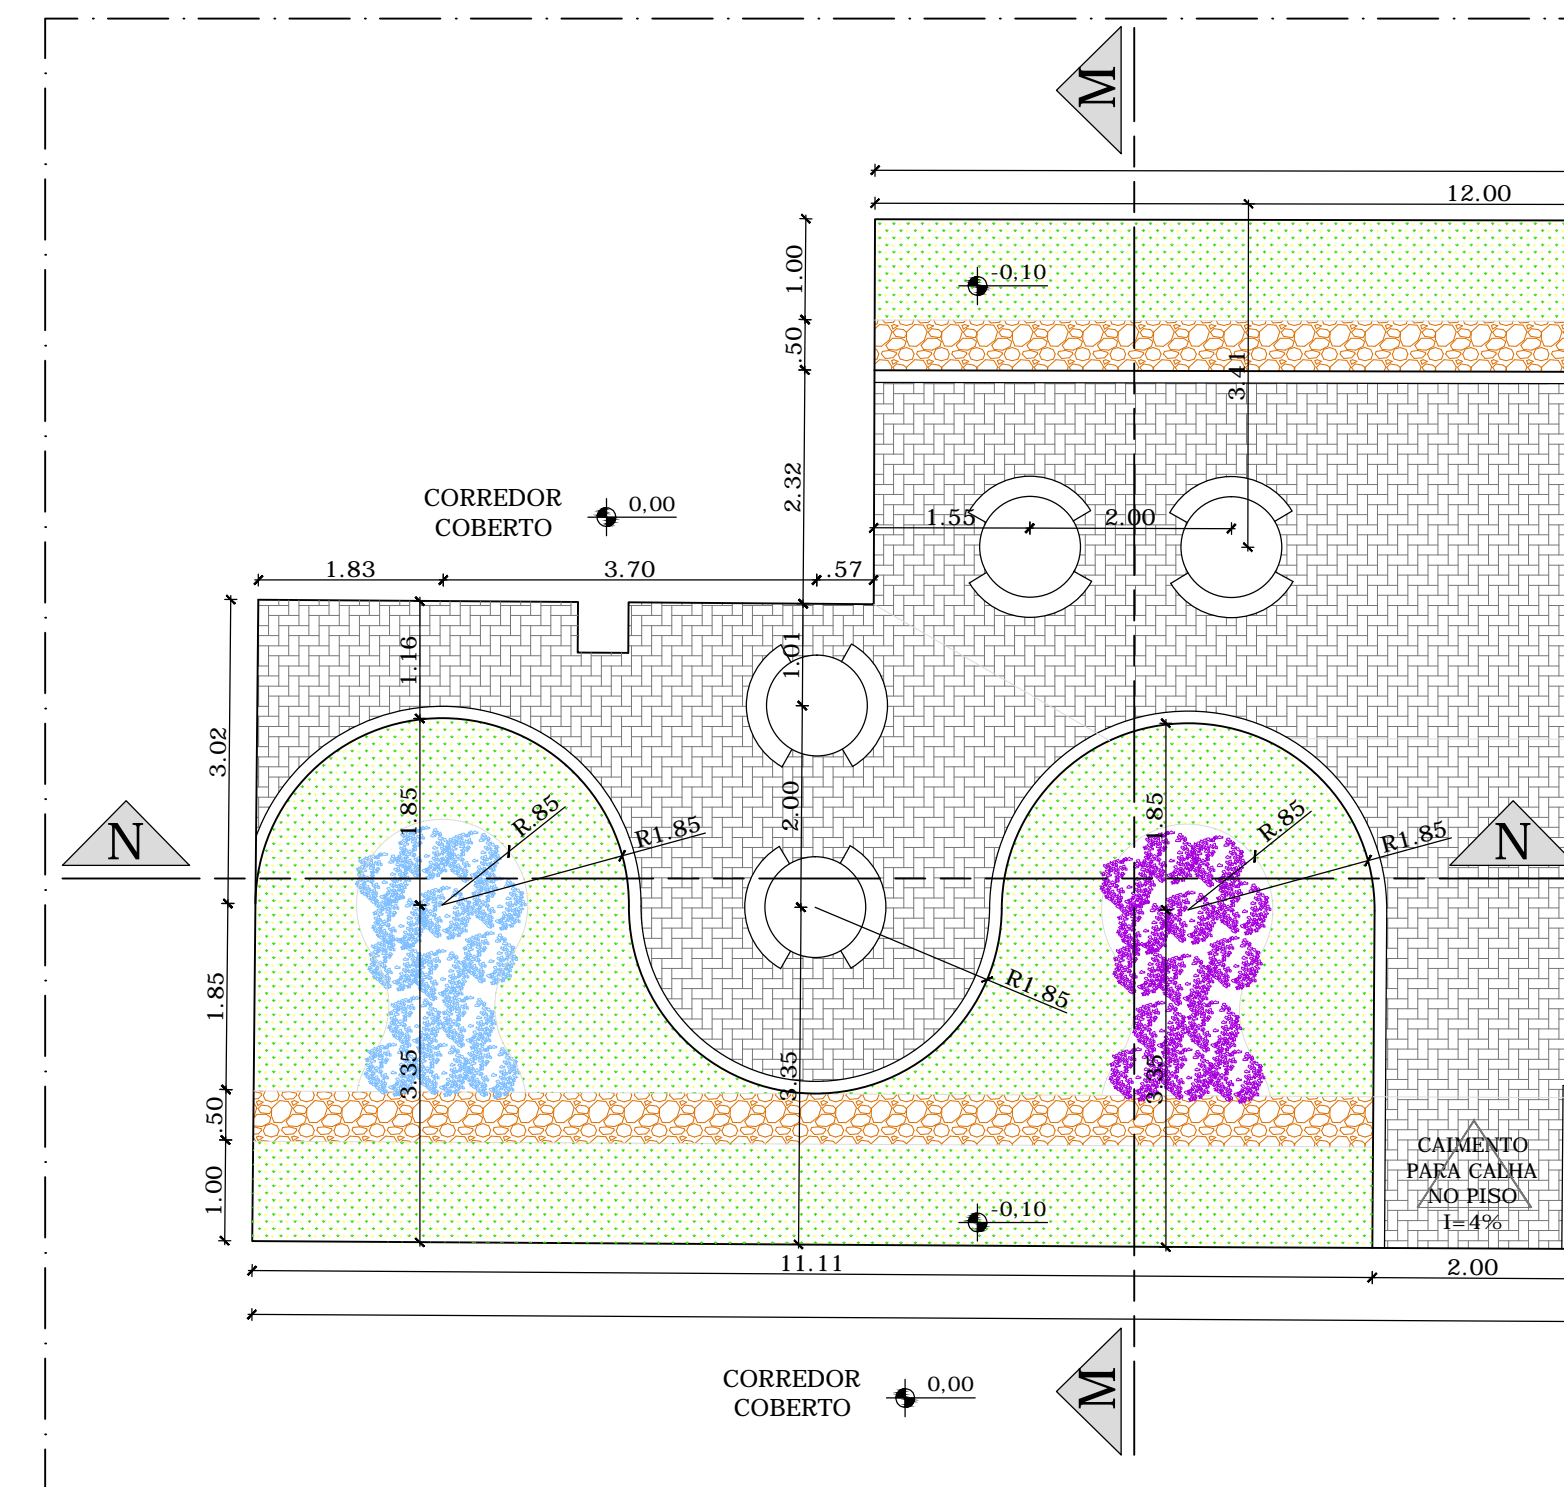 M
12.00
1.00
-0,10
.50
3.41
2.32
CORREDOR
COBERTO
0,00
1.55
2.00
1.83
3.70
.57
1.16
1.01
3.02
1.85
R.85
R1.85
2.00
1.85
R.85
R1.85
N
N
1.85
R1.85
3.35
3.35
3.35
.50
1.00
CAIMENTO
PARA CALHA
NO PISO
I=4%
-0,10
11.11
2.00
CORREDOR
COBERTO
0,00
M